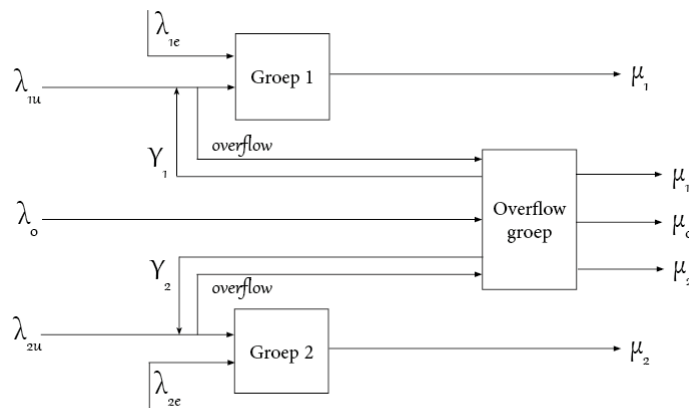 λ1e
Groep 1
μ1
λ1u
overflow
γ1
μ1
λo
Overflow
groep
μo
γ2
overflow
μ2
λ2u
Groep 2
μ2
λ2e